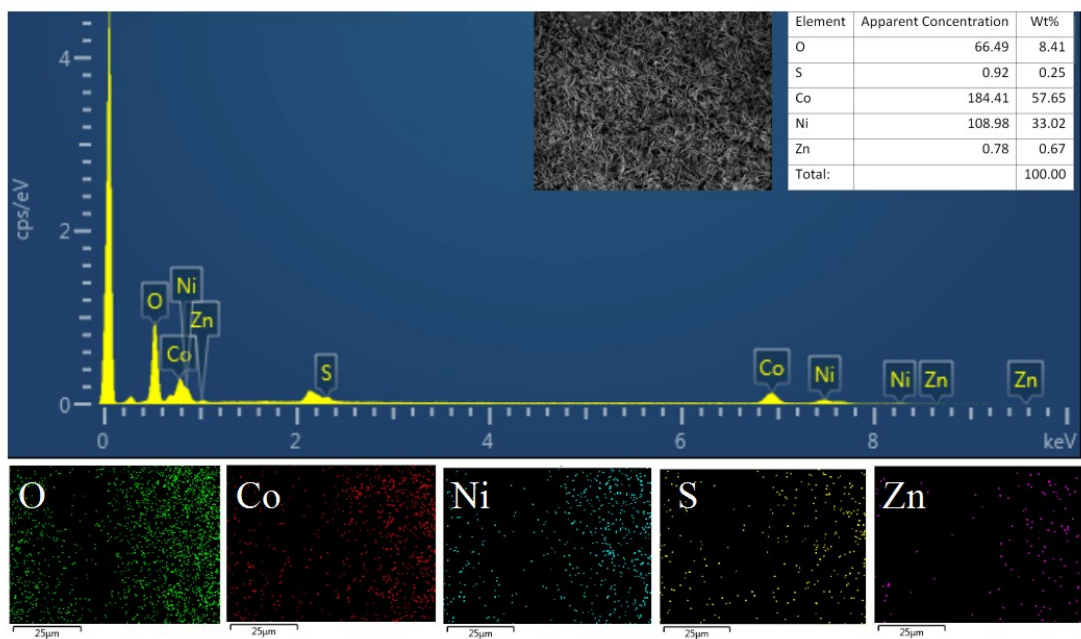 Element Apparent Concentration Wt%
O 66.49 8.41
S 0.92 0.25
Co 184.41 57.65
Ni 108.98 33.02
Zn 0.78 0.67
Total: 100.00
cps/eV
4
2
0
Ni
O
Zn
Co
S
Co
Ni
Ni
Zn
Zn
0 2 4 6 8 keV
O Co Ni S Zn
25μm 25μm 25μm 25μm 25μm